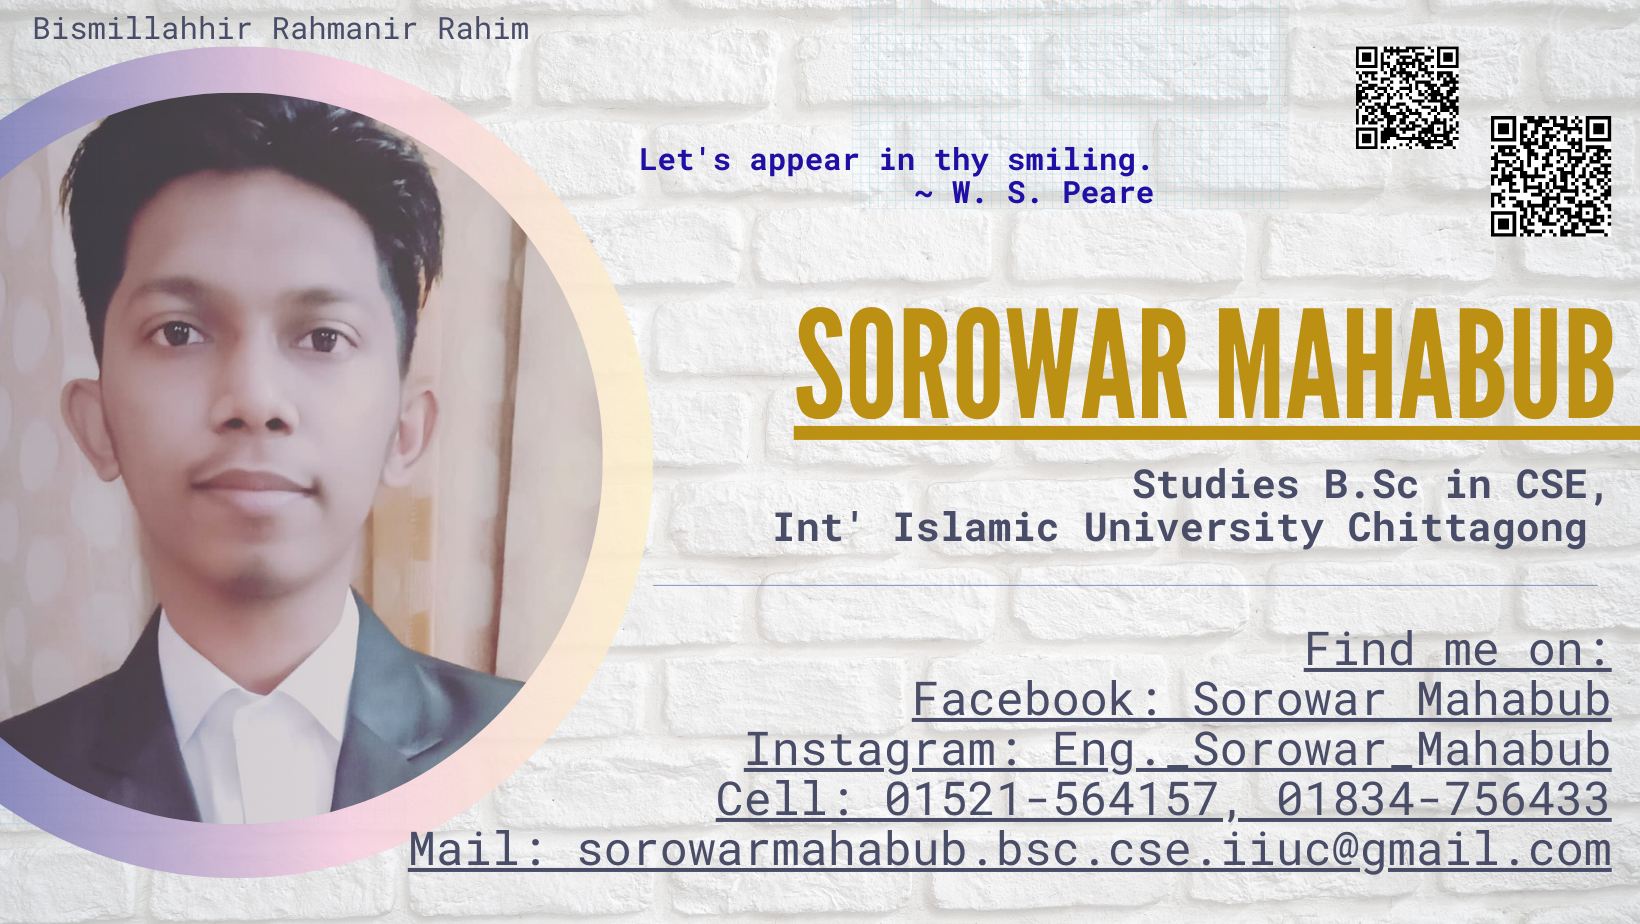 Bismillahhir Rahmanir Rahim
Let's appear in thy smiling.
~ W. S. Peare
SOROWAR MAHABUB
Studies B.Sc in CSE,
Int' Islamic University Chittagong
Find me on:
Facebook: Sorowar Mahabub
Instagram: Eng._Sorowar_Mahabub
Cell: 01521-564157, 01834-756433
Mail: sorowarmahabub.bsc.cse.iiuc@gmail.com